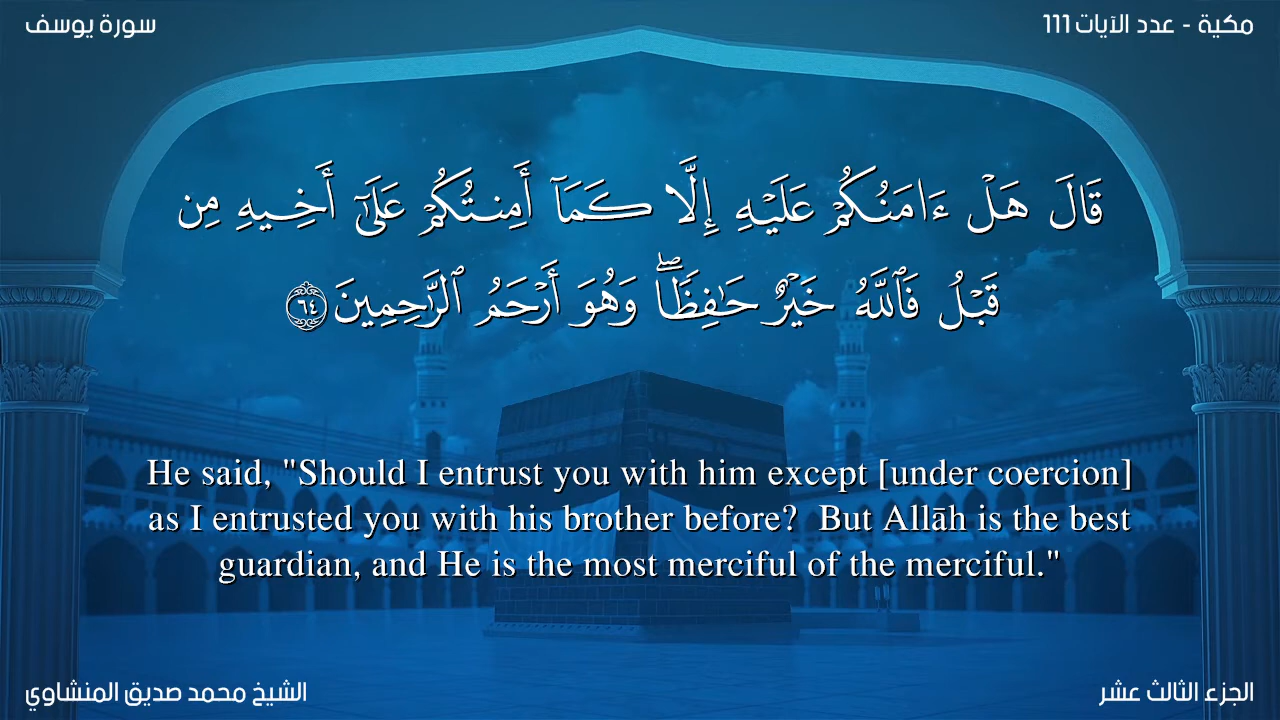 مكية - عدد الآيات 111
سورة يوسف
قَالَ هَلْ ءَامَنُكُمْ عَلَيْهِ إِلَّا كَمَآ أَمِنتُكُمْ عَلَىٰٓ أَخِيهِ مِن
قَبْلُ فَٱللَّهُ خَيْرٌ حَـٰفِظًۭا ۖ وَهُوَ أَرْحَمُ ٱلرَّٰحِمِينَ ٦٤
He said, "Should I entrust you with him except [under coercion]
as I entrusted you with his brother before?  But Allāh is the best
guardian, and He is the most merciful of the merciful."
الجزء الثالث عشر
الشيخ محمد صديق المنشاوي